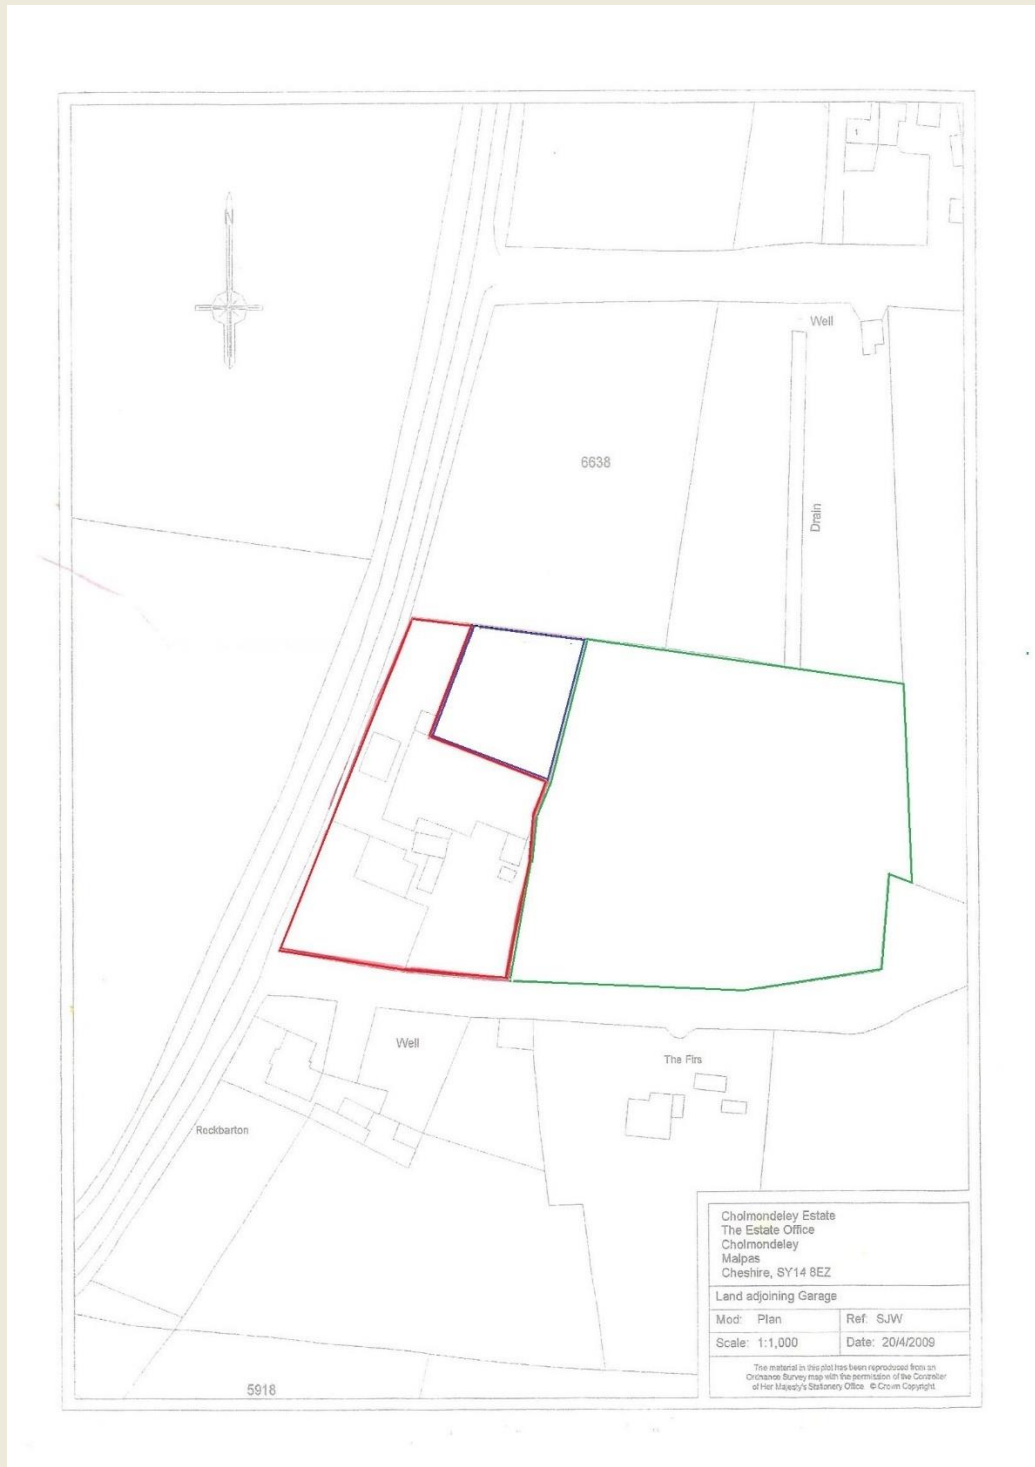 1
N
Well
6638
Drain
Well
The Firs
Rockbarton
Cholmondeley Estate
The Estate Office
Cholmondeley
Malpas
Cheshire, SY14 8EZ
Land adjoining Garage
Mod: Plan Ref: SJW
Scale: 1:1,000 Date: 20/4/2009
The material in this plot has been reproduced from an
Ordnance Survey map with the permission of the Controller
of Her Majesty's Stationery Office. © Crown Copyright
5918